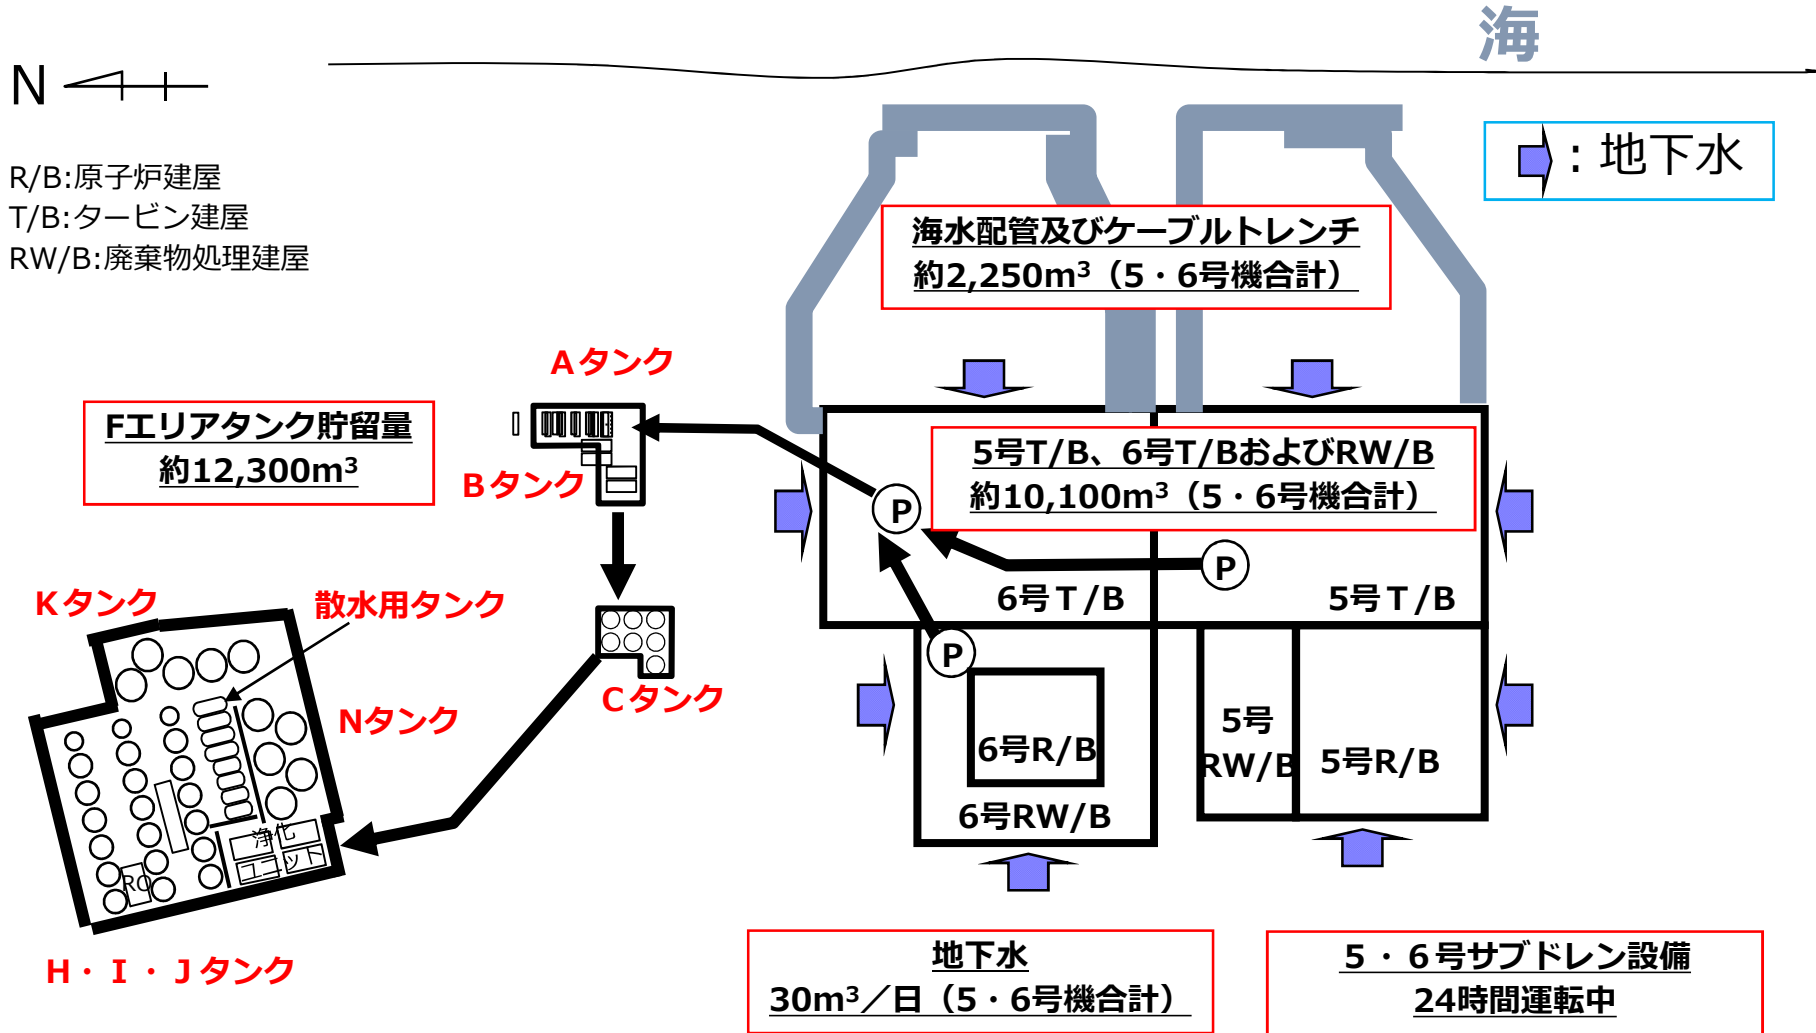 海
N
R/B:原子炉建屋
T/B:タービン建屋
RW/B:廃棄物処理建屋
：地下水
海水配管及びケーブルトレンチ
約2,250m³（5・6号機合計）
Aタンク
Fエリアタンク貯留量
約12,300m³
Bタンク
5号T/B、6号T/BおよびRW/B
約10,100m³（5・6号機合計）
P
P
6号T/B
5号T/B
Kタンク
散水用タンク
P
Cタンク
Nタンク
5号
RW/B
6号R/B
5号R/B
6号RW/B
浄化
ユニット
RO
H・I・Jタンク
地下水
30m³／日（5・6号機合計）
5・6号サブドレン設備
24時間運転中